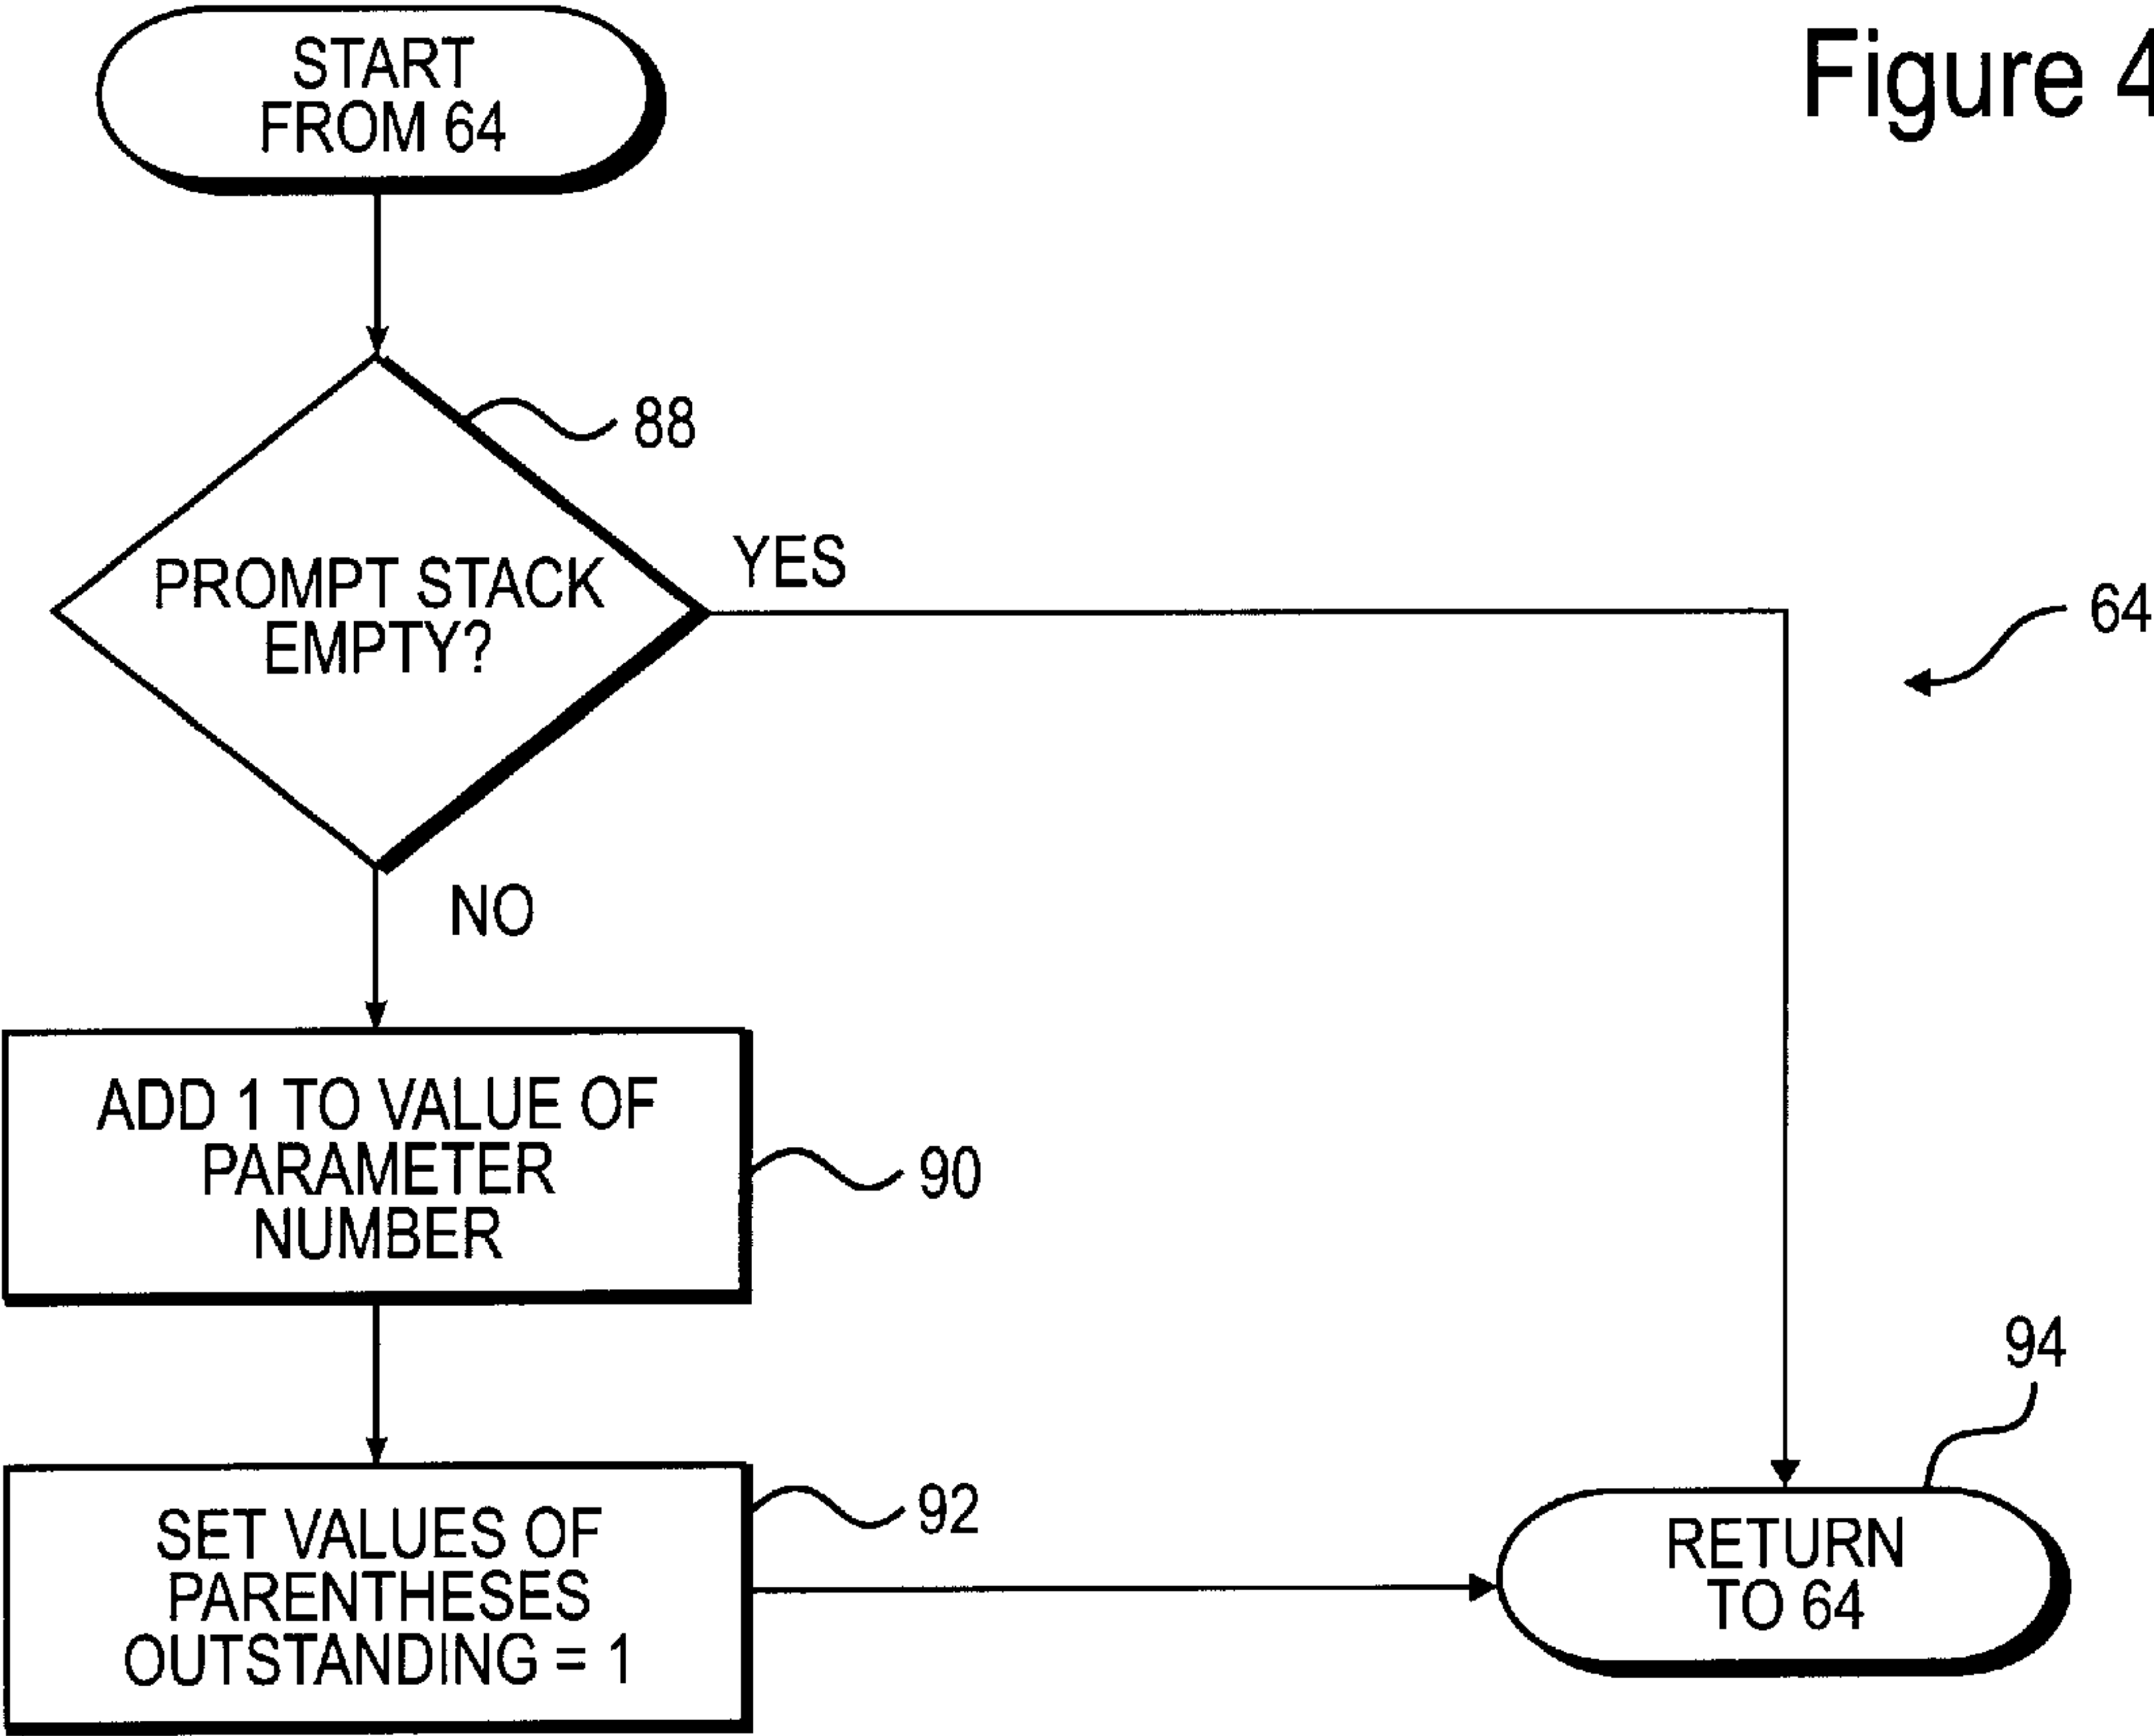 Figure 4
START
FROM 64
88
PROMPT STACK
EMPTY?
YES
64
NO
ADD 1 TO VALUE OF
PARAMETER
NUMBER
90
94
SET VALUES OF
PARENTHESES
OUTSTANDING = 1
92
RETURN
TO 64